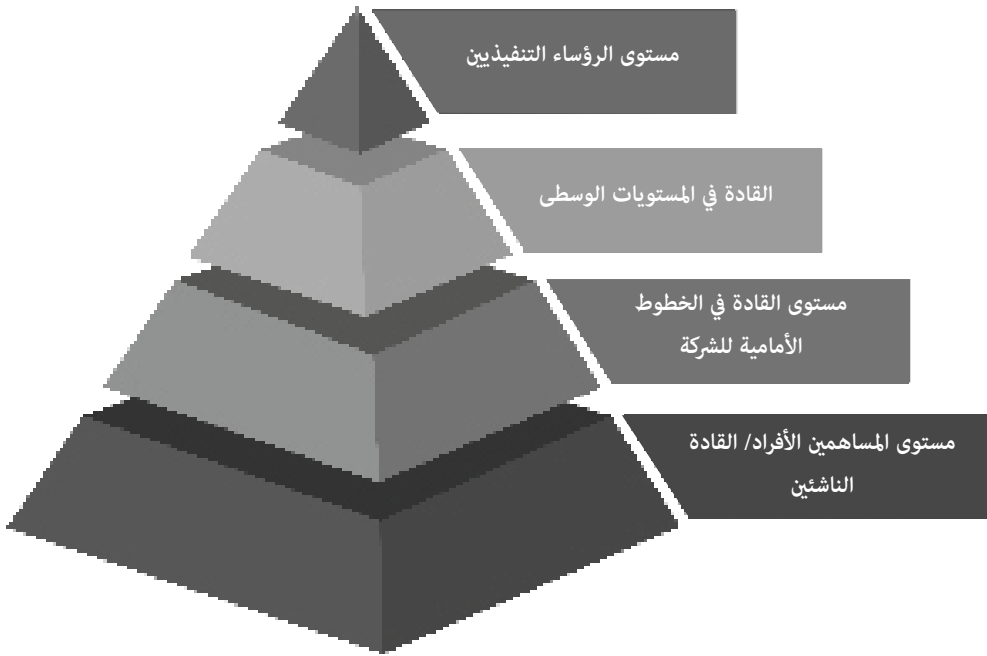 مستوى الرؤساء التنفيذيين
القادة في المستويات الوسطى
مستوى القادة في الخطوط
الأمامية للشركة
مستوى المساهمين الأفراد/ القادة
الناشئين